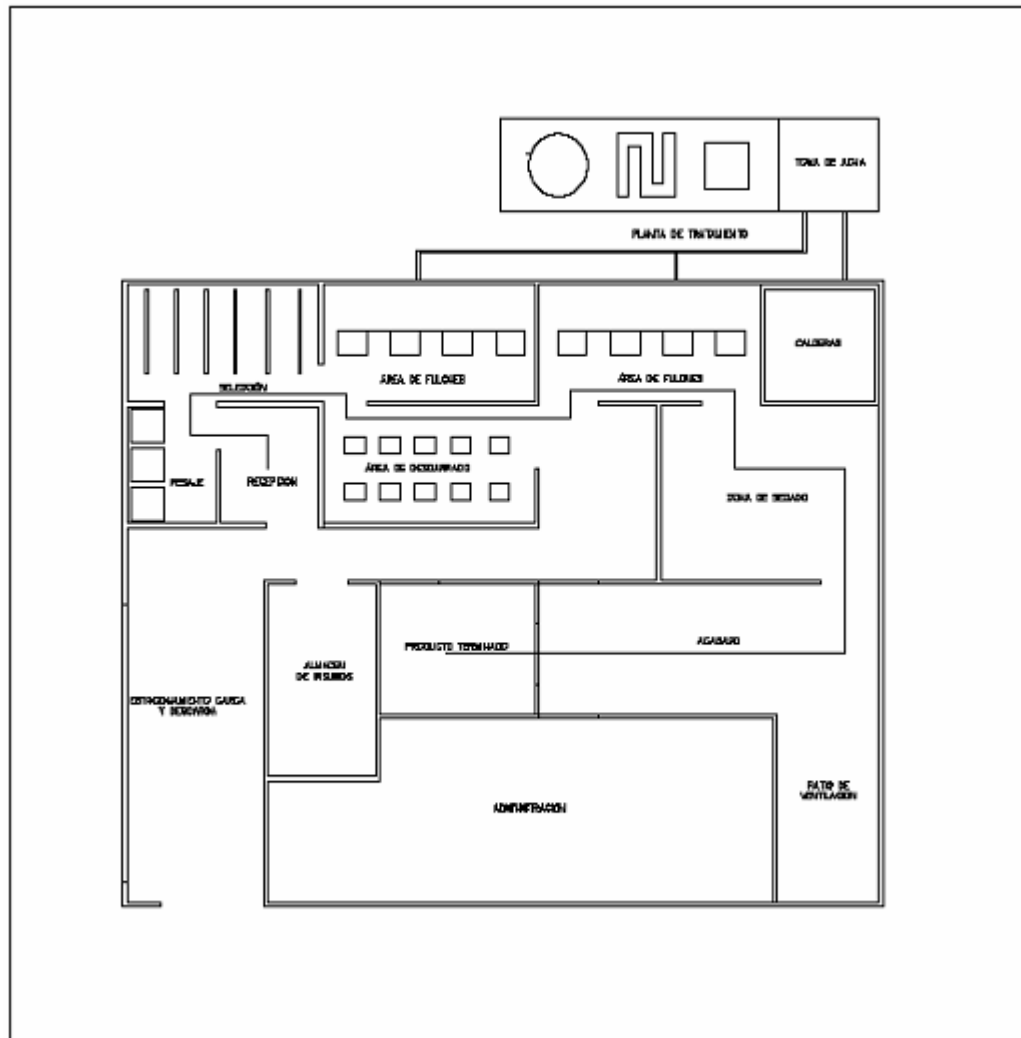 TOMA DE AGUA
PLANTA DE TRATAMIENTO
CALDERAS
SELECCIÓN
ÁREA DE FULONES
ÁREA DE FULONES
PESAJE
RECEPCION
ÁREA DE DESCARNADO
ZONA DE SECADO
PRODUCTO TERMINADO
ACABADO
ALMACEN
DE INSUMOS
ESTACIONAMIENTO CARGA
Y DESCARGA
ADMINISTRACION
PATIO DE
VENTILACION